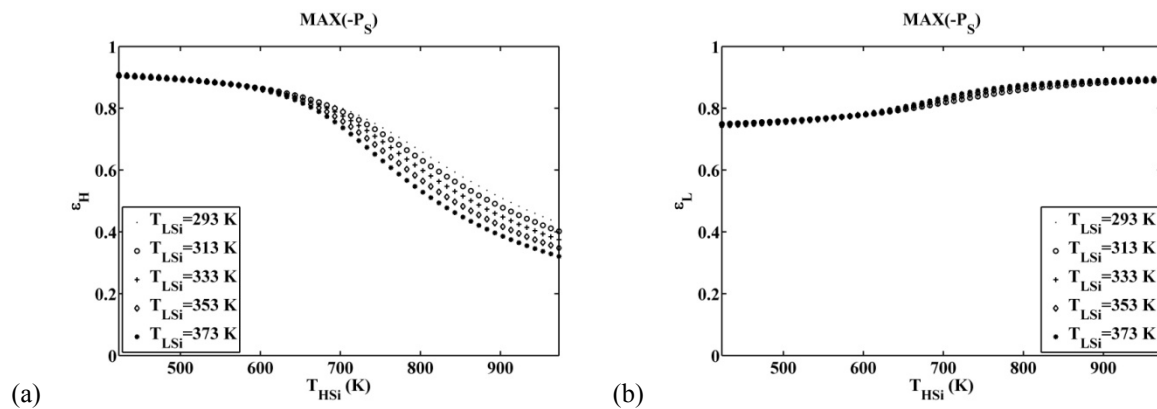 MAX(-P_S)
1
0.8
0.6
0.4
0.2
0
ε_H
T_LSi=293 K
T_LSi=313 K
T_LSi=333 K
T_LSi=353 K
T_LSi=373 K
500 600 700 800 900
T_HSi (K)
(a)
MAX(-P_S)
1
0.8
0.6
0.4
0.2
0
ε_L
T_LSi=293 K
T_LSi=313 K
T_LSi=333 K
T_LSi=353 K
T_LSi=373 K
500 600 700 800 900
T_HSi (K)
(b)